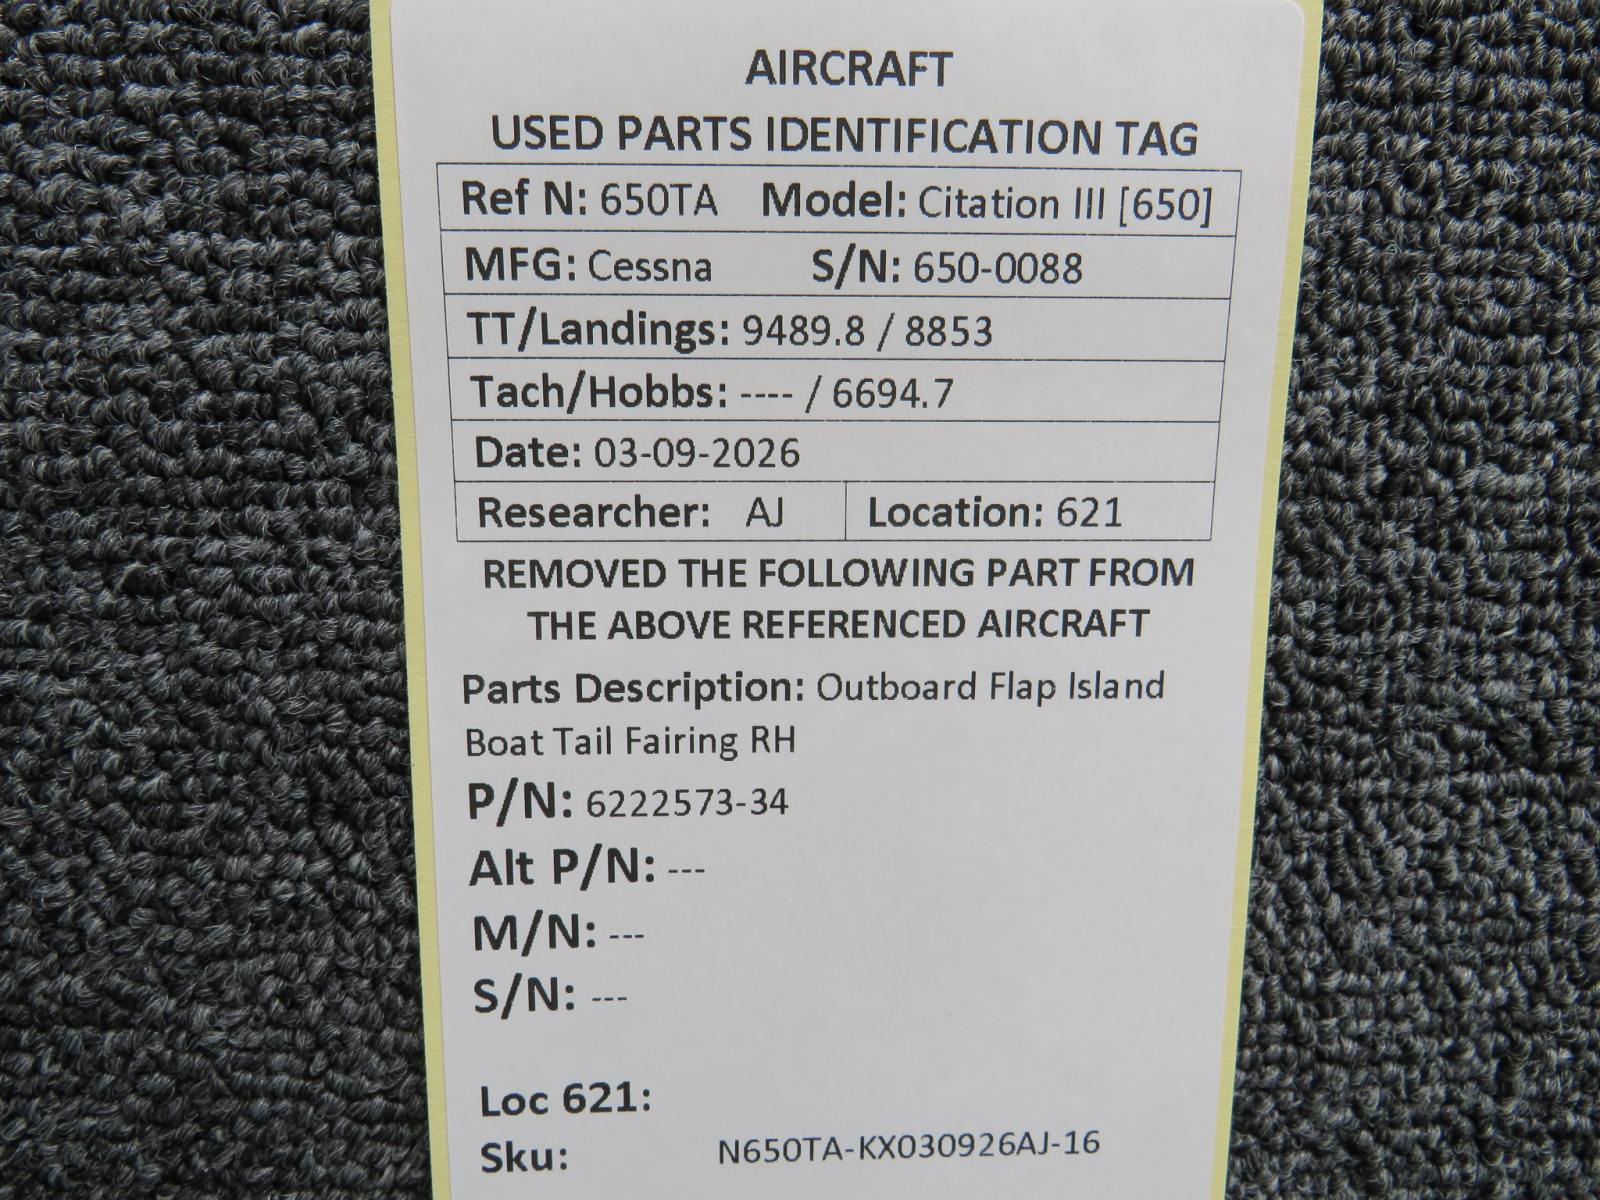 AIRCRAFT
USED PARTS IDENTIFICATION TAG
Ref N: 650TA Model: Citation III [650]
MFG: Cessna S/N: 650-0088
TT/Landings: 9489.8 / 8853
Tach/Hobbs: ---- / 6694.7
Date: 03-09-2026
Researcher: AJ Location: 621
REMOVED THE FOLLOWING PART FROM
THE ABOVE REFERENCED AIRCRAFT
Parts Description: Outboard Flap Island
Boat Tail Fairing RH
P/N: 6222573-34
Alt P/N: ---
M/N: ---
S/N: ---
Loc 621:
Sku: N650TA-KX030926AJ-16